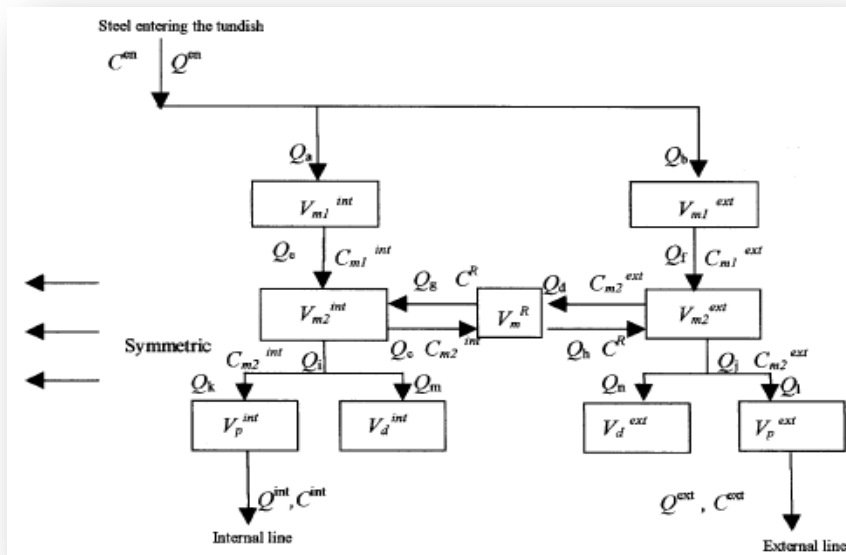 Steel entering the tundish
C^en Q^en
Q_a Q_b
V_m1^int V_m1^ext
Q_e C_m1^int Q_f C_m1^ext
Q_g C^R Q_d C_m2^ext
V_m2^int V_m^R V_m2^ext
Symmetric
Q_c C_m2^int Q_h C^R
C_m2^int Q_i Q_j C_m2^ext
Q_k Q_m Q_n Q_l
V_p^int V_d^int V_d^ext V_p^ext
Q^int, C^int Q^ext , C^ext
Internal line External line